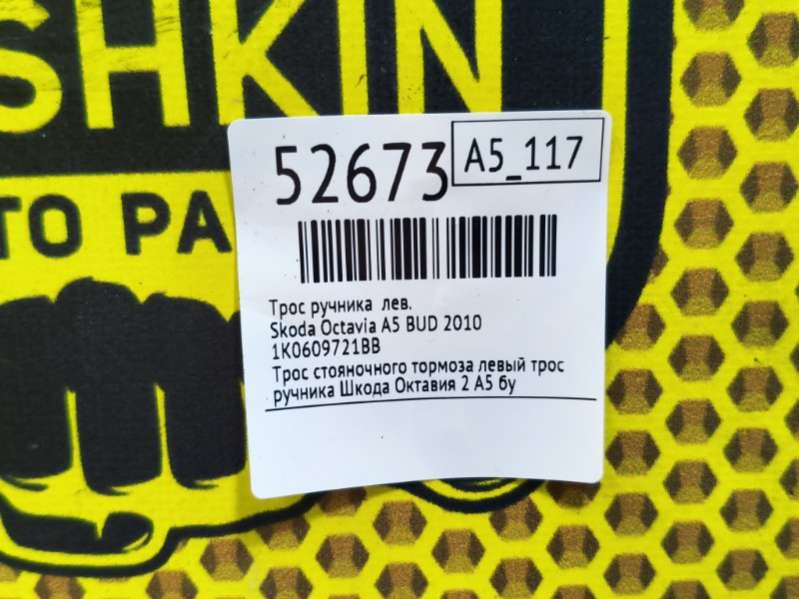 SHKIN
TO PA
52673
A5_117
Трос ручника лев.
Skoda Octavia A5 BUD 2010
1K0609721BB
Трос стояночного тормоза левый трос
ручника Шкода Октавия 2 А5 бу